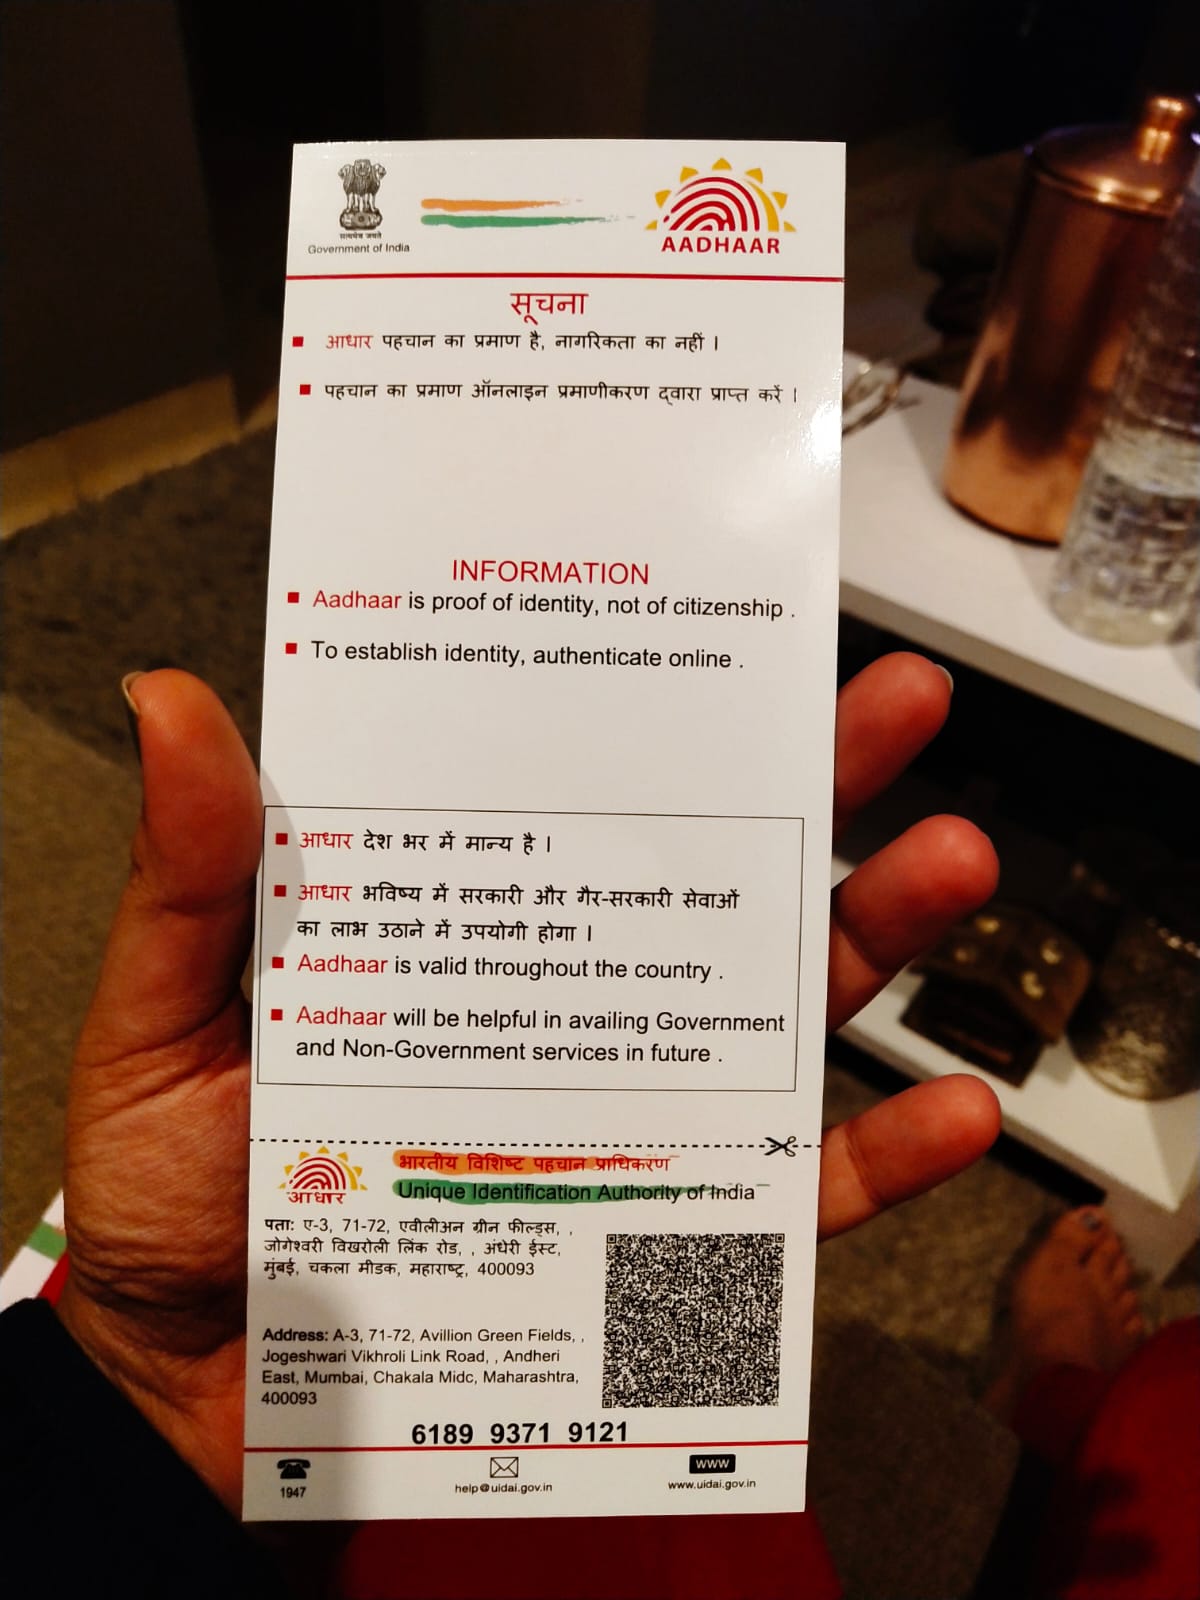 सत्यमेव जयते
Government of India
AADHAAR
सूचना
आधार पहचान का प्रमाण है, नागरिकता का नहीं ।
पहचान का प्रमाण ऑनलाइन प्रमाणीकरण द्वारा प्राप्त करें ।
INFORMATION
Aadhaar is proof of identity, not of citizenship .
To establish identity, authenticate online .
आधार देश भर में मान्य है ।
आधार भविष्य में सरकारी और गैर-सरकारी सेवाओं
का लाभ उठाने में उपयोगी होगा ।
Aadhaar is valid throughout the country .
Aadhaar will be helpful in availing Government
and Non-Government services in future .
आधार
भारतीय विशिष्ट पहचान प्राधिकरण
Unique Identification Authority of India
पता: ए-3, 71-72, एवीलीअन ग्रीन फील्ड्स, ,
जोगेश्वरी विखरोली लिंक रोड, , अंधेरी ईस्ट,
मुंबई, चकला मीडक, महाराष्ट्र, 400093
Address: A-3, 71-72, Avillion Green Fields, ,
Jogeshwari Vikhroli Link Road, , Andheri
East, Mumbai, Chakala Midc, Maharashtra,
400093
6189 9371 9121
1947
help@uidai.gov.in
www
www.uidai.gov.in